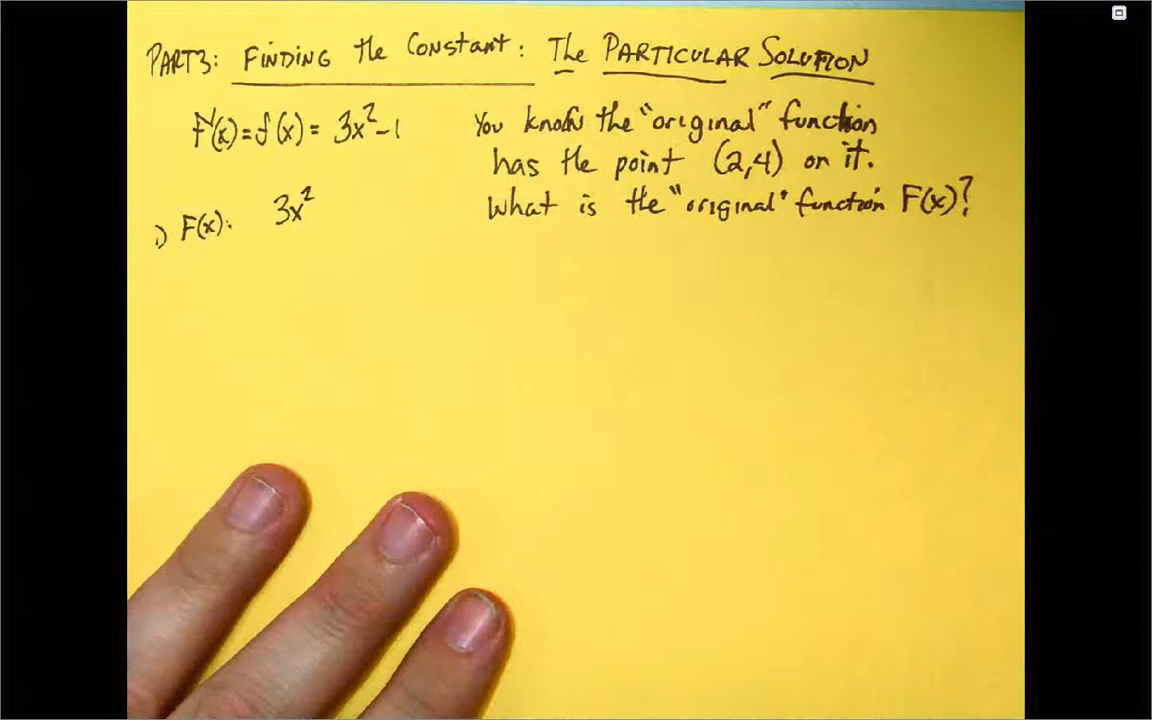 PART 3: FINDING the CONSTANT: The PARTICULAR SOLUTION
F'(x)=f(x)= 3x²-1
You know the "original" function
has the point (2,4) on it.
What is the "original" function F(x)?
1) F(x): 3x²